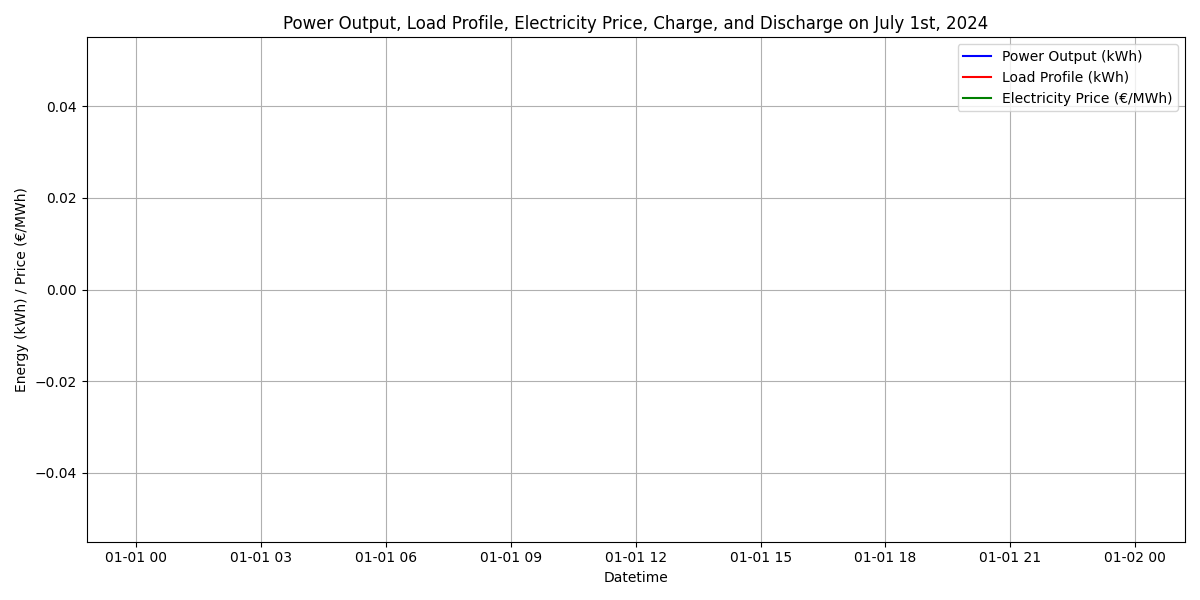 Power Output, Load Profile, Electricity Price, Charge, and Discharge on July 1st, 2024
Power Output (kWh)
Load Profile (kWh)
Electricity Price (€/MWh)
Energy (kWh) / Price (€/MWh)
0.04
0.02
0.00
−0.02
−0.04
01-01 00
01-01 03
01-01 06
01-01 09
01-01 12
01-01 15
01-01 18
01-01 21
01-02 00
Datetime